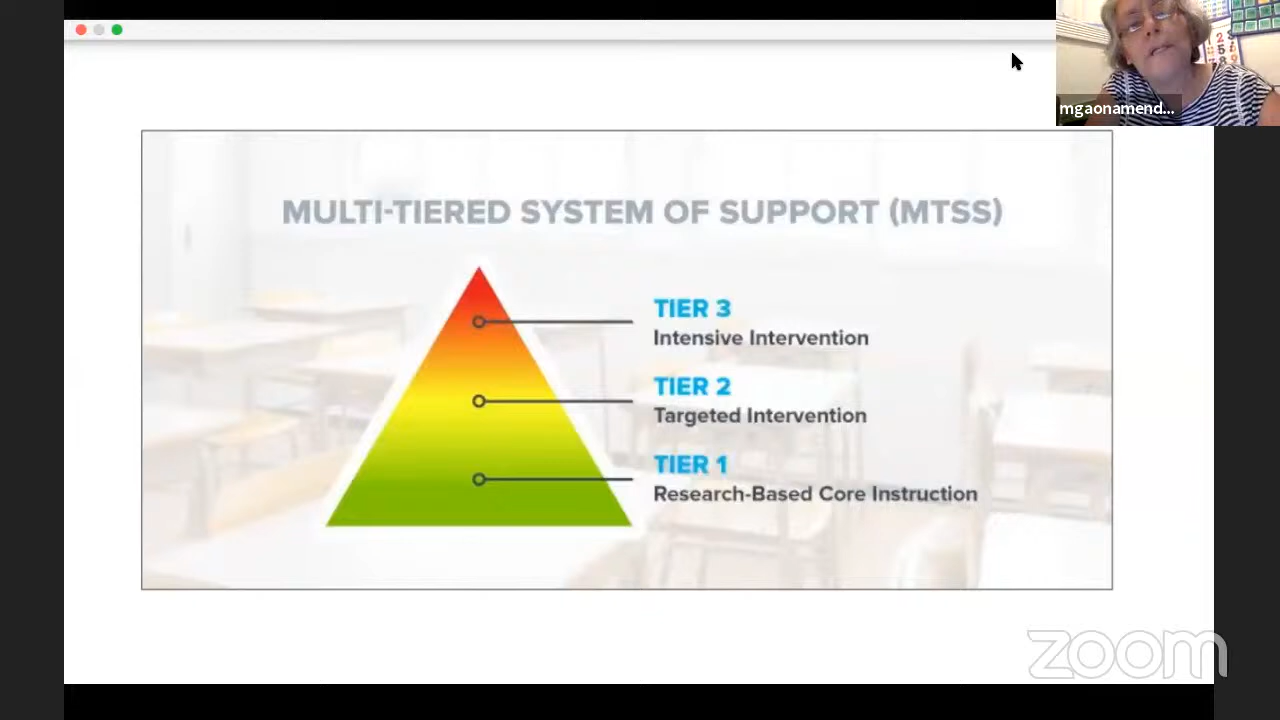 mgaonamend...
MULTI-TIERED SYSTEM OF SUPPORT (MTSS)
TIER 3
Intensive Intervention
TIER 2
Targeted Intervention
TIER 1
Research-Based Core Instruction
zoom